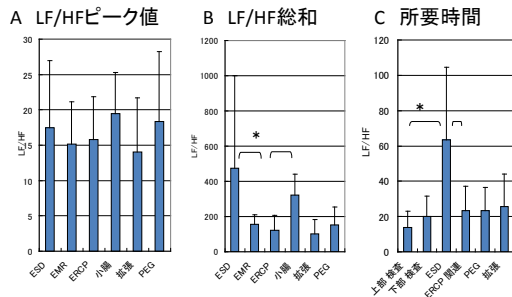 A LF/HFピーク値
LF/HF
30
25
20
15
10
5
0
ESD
EMR
ERCP
小腸
拡張
PEG
B LF/HF総和
LF/HF
1200
1000
800
600
400
200
0
*
ESD
EMR
ERCP
小腸
拡張
PEG
C 所要時間
LF/HF
120
100
80
60
40
20
0
*
上部 検査
下部 検査
ESD
ERCP 関連
PEG
拡張